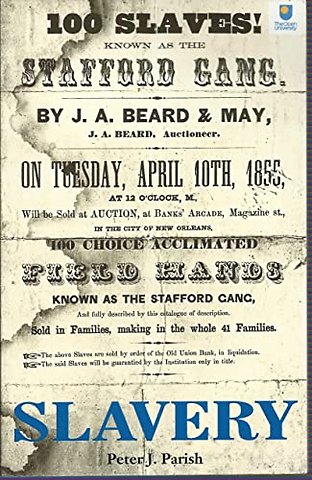 100 SLAVES!
The Open
University
KNOWN AS THE
STAFFORD GANG.
BY J. A. BEARD & MAY,
J. A. BEARD, Auctioneer.
ON TUESDAY, APRIL 10TH, 1855,
AT 12 O'CLOCK, M,
Will be Sold at AUCTION, at BANKS' ARCADE, Magazine st.,
IN THE CITY OF NEW ORLEANS,
100 CHOICE ACCLIMATED
FIELD HANDS
KNOWN AS THE STAFFORD GANG,
And fully described by this catalogue of description.
Sold in Families, making in the whole 41 Families.
☞The above Slaves are sold by order of the Old Union Bank, in liquidation.
☞The said Slaves will be guarantied by the Institution only in title.
SLAVERY
Peter J. Parish